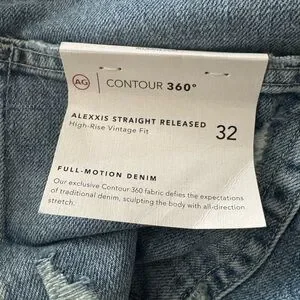 AG CONTOUR 360°
ALEXXIS STRAIGHT RELEASED 32
High-Rise Vintage Fit
FULL-MOTION DENIM
Our exclusive Contour 360 fabric defies the expectations
of traditional denim, sculpting the body with all-direction
stretch.